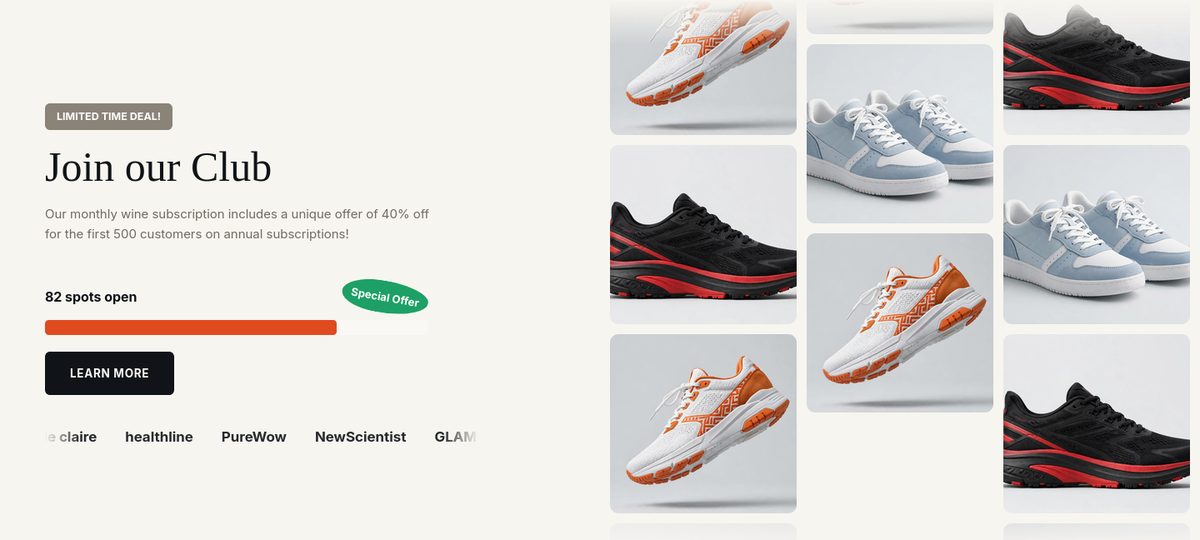 LIMITED TIME DEAL!
Join our Club
Our monthly wine subscription includes a unique offer of 40% off
for the first 500 customers on annual subscriptions!
82 spots open
Special Offer
LEARN MORE
e claire healthline PureWow NewScientist GLAM